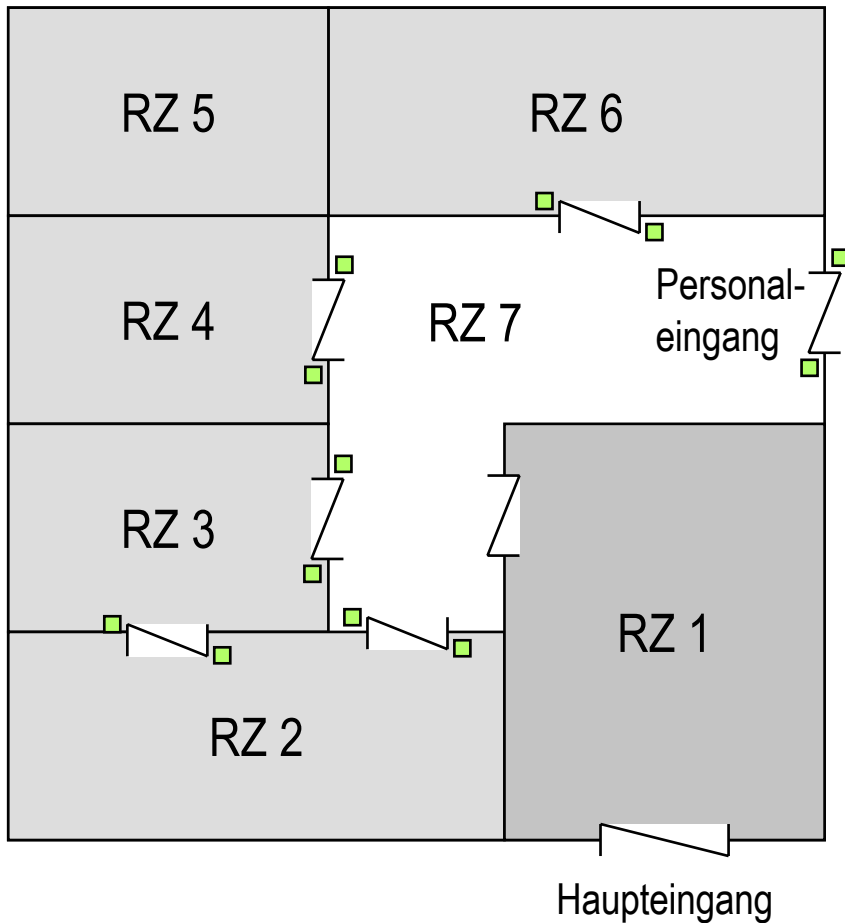 RZ 5
RZ 6
RZ 4
RZ 7
Personal-
eingang
RZ 3
RZ 1
RZ 2
Haupteingang